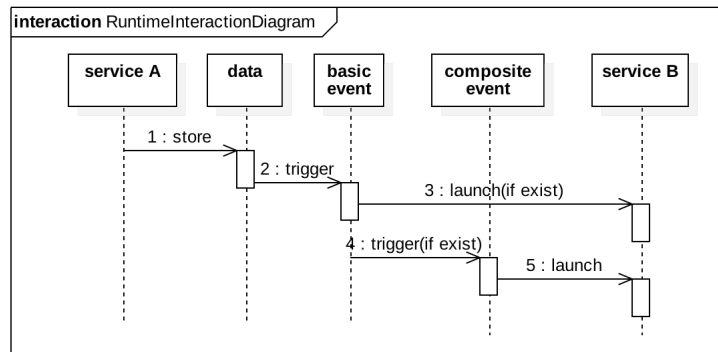 interaction RuntimeInteractionDiagram
service A
data
basic
event
composite
event
service B
1 : store
2 : trigger
3 : launch(if exist)
4 : trigger(if exist)
5 : launch